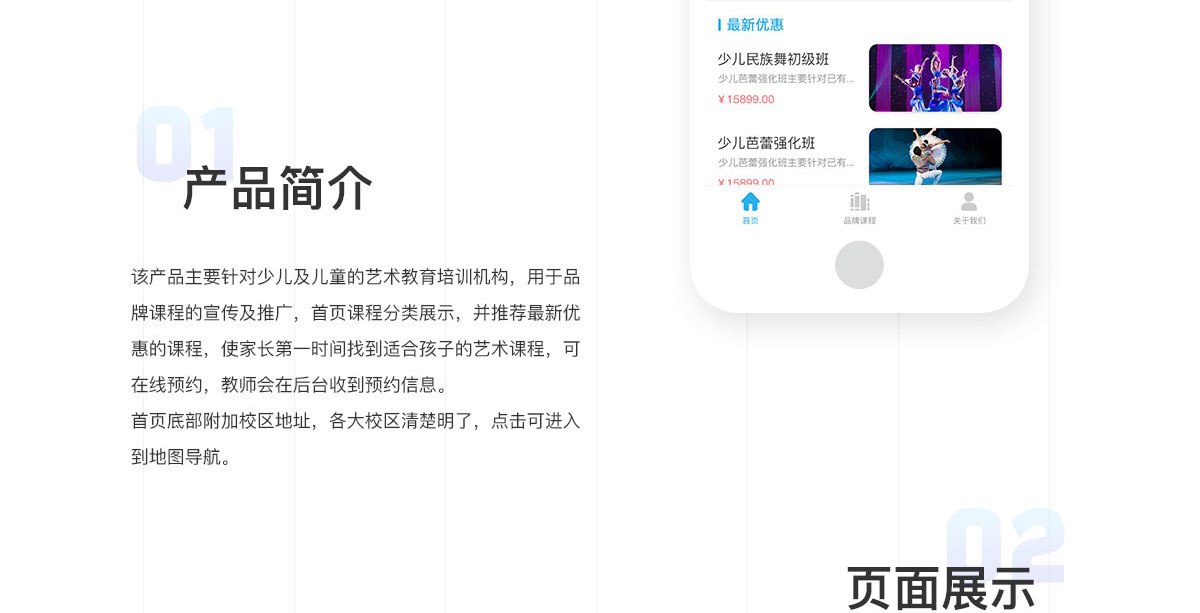 最新优惠
少儿民族舞初级班
少儿芭蕾强化班主要针对已有...
¥ 15899.00
少儿芭蕾强化班
少儿芭蕾强化班主要针对已有...
¥ 15899.00
首页
品牌课程
关于我们
01
产品简介
该产品主要针对少儿及儿童的艺术教育培训机构，用于品
牌课程的宣传及推广，首页课程分类展示，并推荐最新优
惠的课程，使家长第一时间找到适合孩子的艺术课程，可
在线预约，教师会在后台收到预约信息。
首页底部附加校区地址，各大校区清楚明了，点击可进入
到地图导航。
02
页面展示